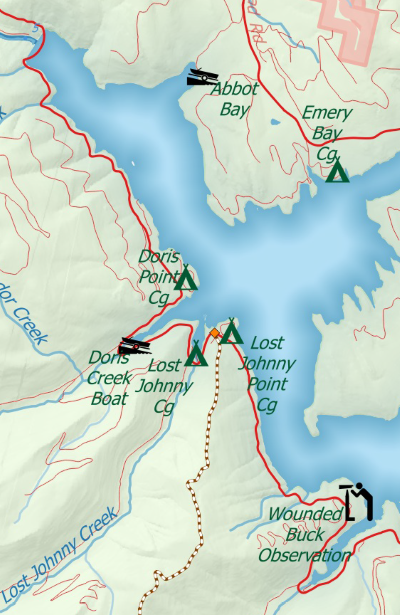 Rd
Abbot
Bay
Emery
Bay
Cg
Doris
Point
Cg
Creek
Doris
Creek
Boat
Lost
Johnny
Cg
Lost
Johnny
Point
Cg
Wounded
Buck
Observation
Lost Johnny Creek